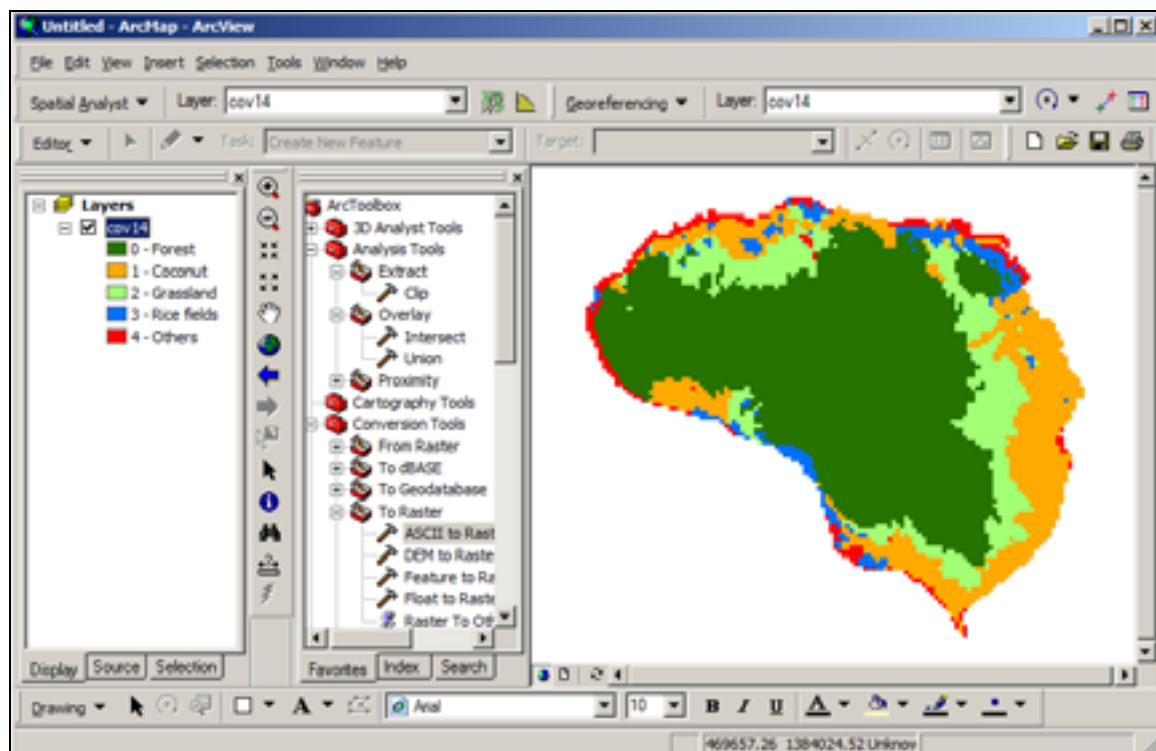 Untitled - ArcMap - ArcView
File Edit View Insert Selection Tools Window Help
Spatial Analyst Layer: cov14 Georeferencing Layer: cov14
Editor Task: Create New Feature Target:
Layers
cov14
0 - Forest
1 - Coconut
2 - Grassland
3 - Rice fields
4 - Others
Display Source Selection
ArcToolbox
3D Analyst Tools
Analysis Tools
Extract
Clip
Overlay
Intersect
Union
Proximity
Cartography Tools
Conversion Tools
From Raster
To dBASE
To Geodatabase
To Raster
ASCII to Rast
DEM to Raste
Feature to Ra
Float to Raste
Raster To Ot
Favorites Index Search
Drawing A Arial 10 B I U A
469657.26 1384024.52 Unknow